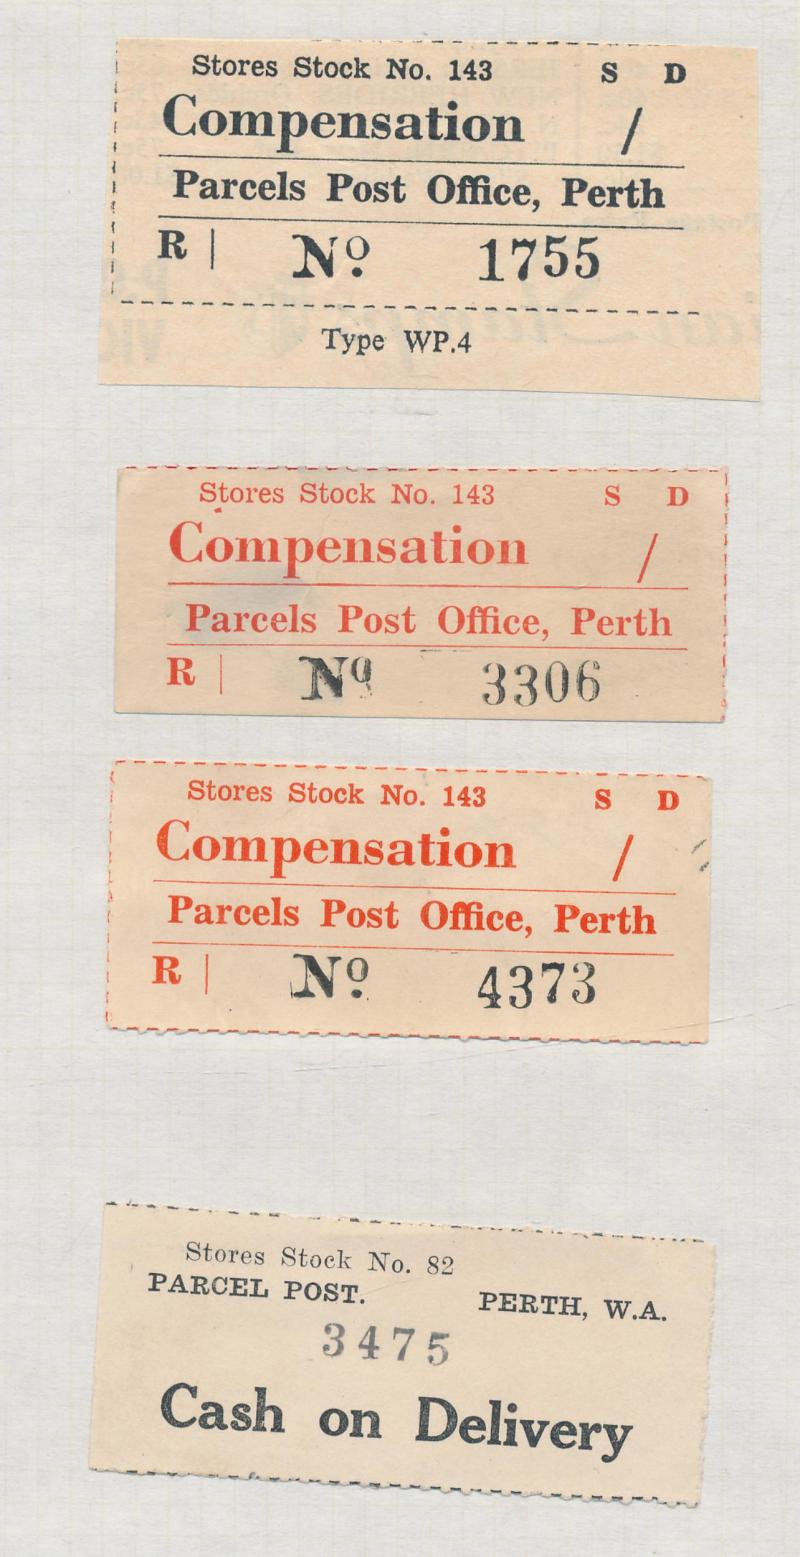 Stores Stock No. 143 S D
Compensation /
Parcels Post Office, Perth
R | No. 1755
Type WP.4
Stores Stock No. 143 S D
Compensation /
Parcels Post Office, Perth
R | No 3306
Stores Stock No. 143 S D
Compensation /
Parcels Post Office, Perth
R | No. 4373
Stores Stock No. 82
PARCEL POST. PERTH, W.A.
3475
Cash on Delivery